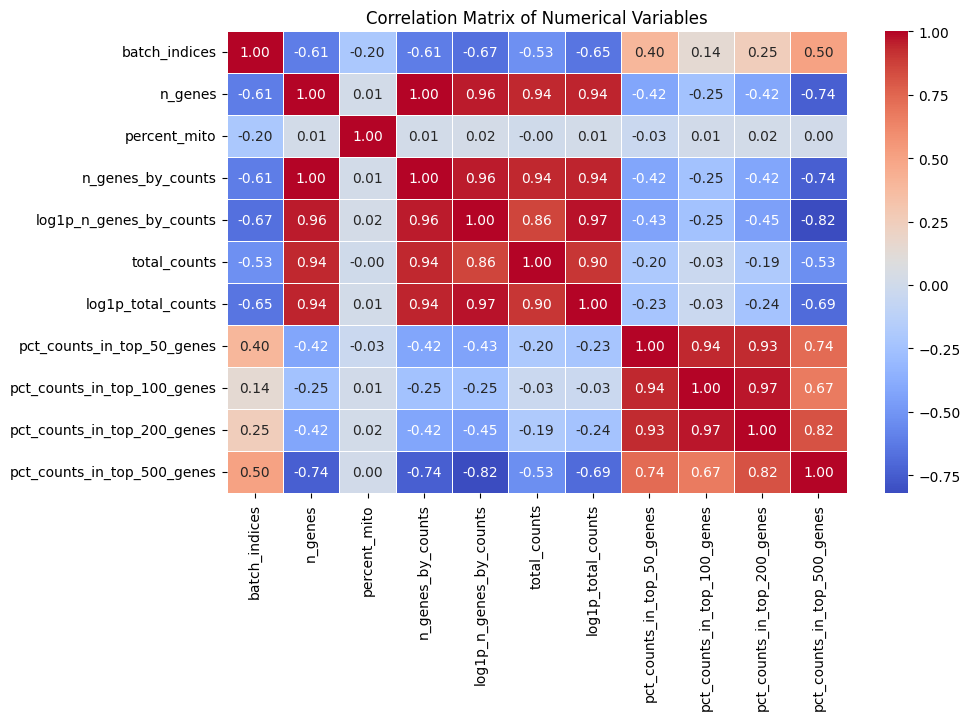 Correlation Matrix of Numerical Variables
batch_indices 1.00 -0.61 -0.20 -0.61 -0.67 -0.53 -0.65 0.40 0.14 0.25 0.50
n_genes -0.61 1.00 0.01 1.00 0.96 0.94 0.94 -0.42 -0.25 -0.42 -0.74
percent_mito -0.20 0.01 1.00 0.01 0.02 -0.00 0.01 -0.03 0.01 0.02 0.00
n_genes_by_counts -0.61 1.00 0.01 1.00 0.96 0.94 0.94 -0.42 -0.25 -0.42 -0.74
log1p_n_genes_by_counts -0.67 0.96 0.02 0.96 1.00 0.86 0.97 -0.43 -0.25 -0.45 -0.82
total_counts -0.53 0.94 -0.00 0.94 0.86 1.00 0.90 -0.20 -0.03 -0.19 -0.53
log1p_total_counts -0.65 0.94 0.01 0.94 0.97 0.90 1.00 -0.23 -0.03 -0.24 -0.69
pct_counts_in_top_50_genes 0.40 -0.42 -0.03 -0.42 -0.43 -0.20 -0.23 1.00 0.94 0.93 0.74
pct_counts_in_top_100_genes 0.14 -0.25 0.01 -0.25 -0.25 -0.03 -0.03 0.94 1.00 0.97 0.67
pct_counts_in_top_200_genes 0.25 -0.42 0.02 -0.42 -0.45 -0.19 -0.24 0.93 0.97 1.00 0.82
pct_counts_in_top_500_genes 0.50 -0.74 0.00 -0.74 -0.82 -0.53 -0.69 0.74 0.67 0.82 1.00
batch_indices
n_genes
percent_mito
n_genes_by_counts
log1p_n_genes_by_counts
total_counts
log1p_total_counts
pct_counts_in_top_50_genes
pct_counts_in_top_100_genes
pct_counts_in_top_200_genes
pct_counts_in_top_500_genes
1.00
0.75
0.50
0.25
0.00
−0.25
−0.50
−0.75